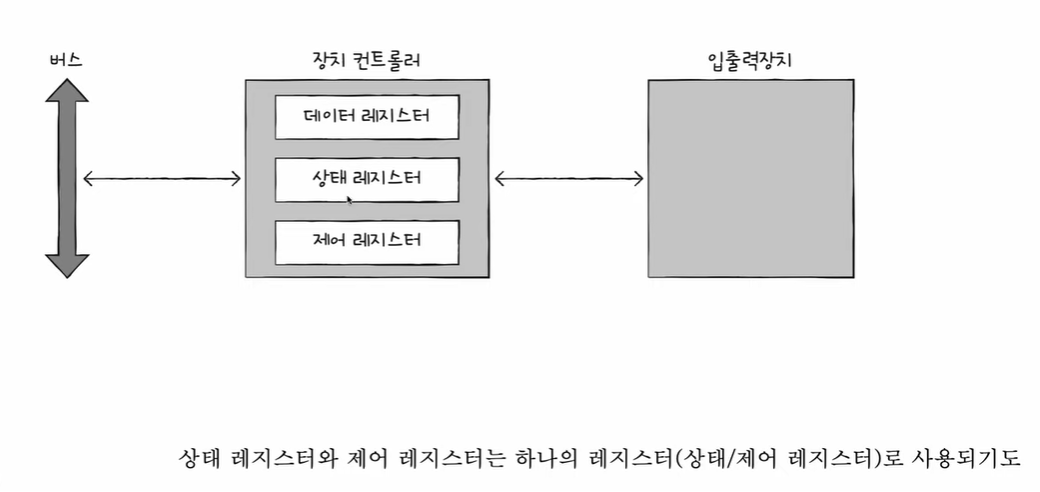 버스
장치 컨트롤러
입출력장치
데이터 레지스터
상태 레지스터
제어 레지스터
상태 레지스터와 제어 레지스터는 하나의 레지스터(상태/제어 레지스터)로 사용되기도